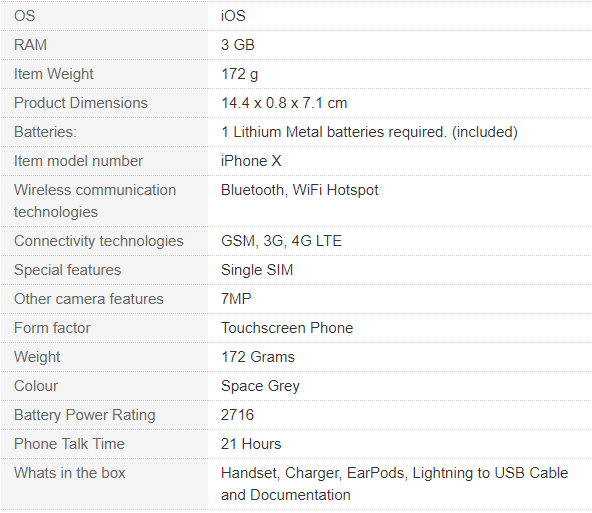 OS iOS
RAM 3 GB
Item Weight 172 g
Product Dimensions 14.4 x 0.8 x 7.1 cm
Batteries: 1 Lithium Metal batteries required. (included)
Item model number iPhone X
Wireless communication Bluetooth, WiFi Hotspot
technologies
Connectivity technologies GSM, 3G, 4G LTE
Special features Single SIM
Other camera features 7MP
Form factor Touchscreen Phone
Weight 172 Grams
Colour Space Grey
Battery Power Rating 2716
Phone Talk Time 21 Hours
Whats in the box Handset, Charger, EarPods, Lightning to USB Cable
and Documentation